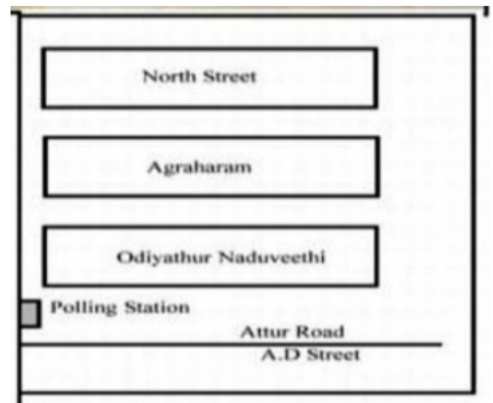 North Street
Agraharam
Odiyathur Naduveethi
Polling Station
Attur Road
A.D Street